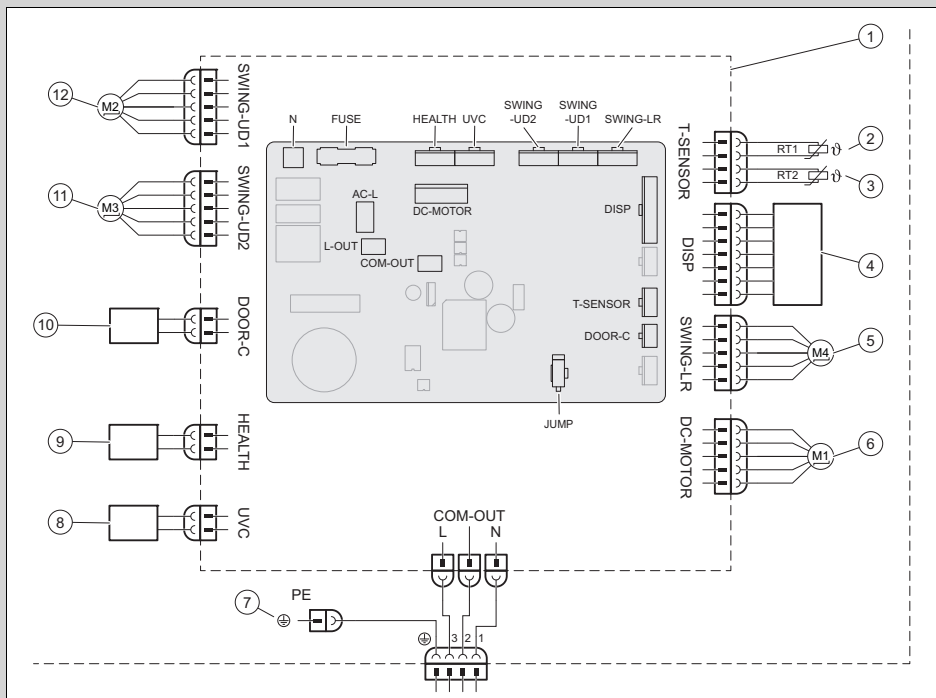 1
12
M2
SWING-UD1
N
FUSE
HEALTH
UVC
SWING
-UD2
SWING
-UD1
SWING-LR
T-SENSOR
RT1
ϑ
2
RT2
ϑ
3
11
M3
SWING-UD2
AC-L
DC-MOTOR
DISP
L-OUT
COM-OUT
DISP
4
T-SENSOR
DOOR-C
10
DOOR-C
SWING-LR
M4
5
JUMP
9
HEALTH
DC-MOTOR
M1
6
8
UVC
COM-OUT
L
N
7
PE
3
2
1